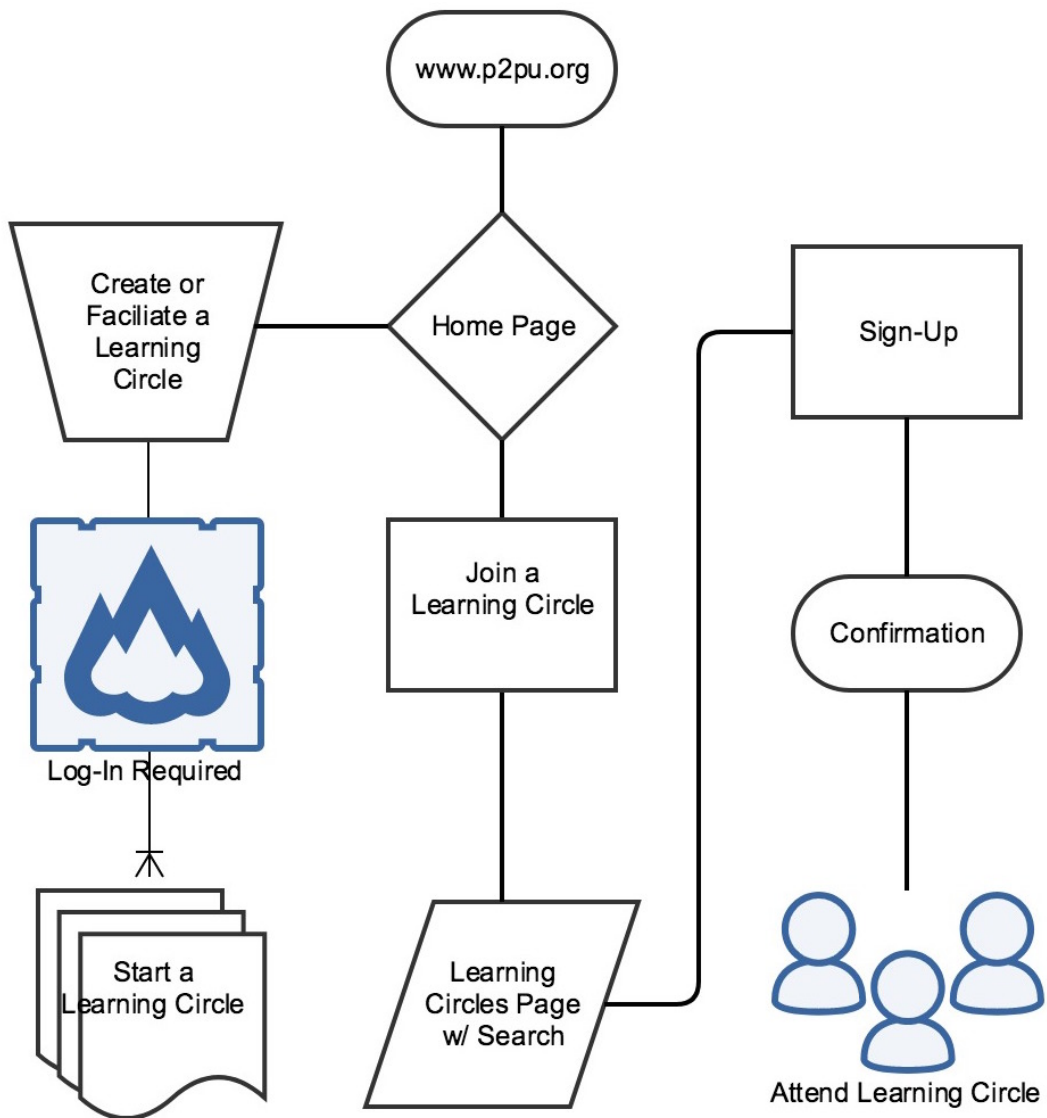 www.p2pu.org
Create or
Faciliate a
Learning
Circle
Home Page
Sign-Up
Join a
Learning Circle
Confirmation
Log-In Required
Start a
Learning Circle
Learning
Circles Page
w/ Search
Attend Learning Circle